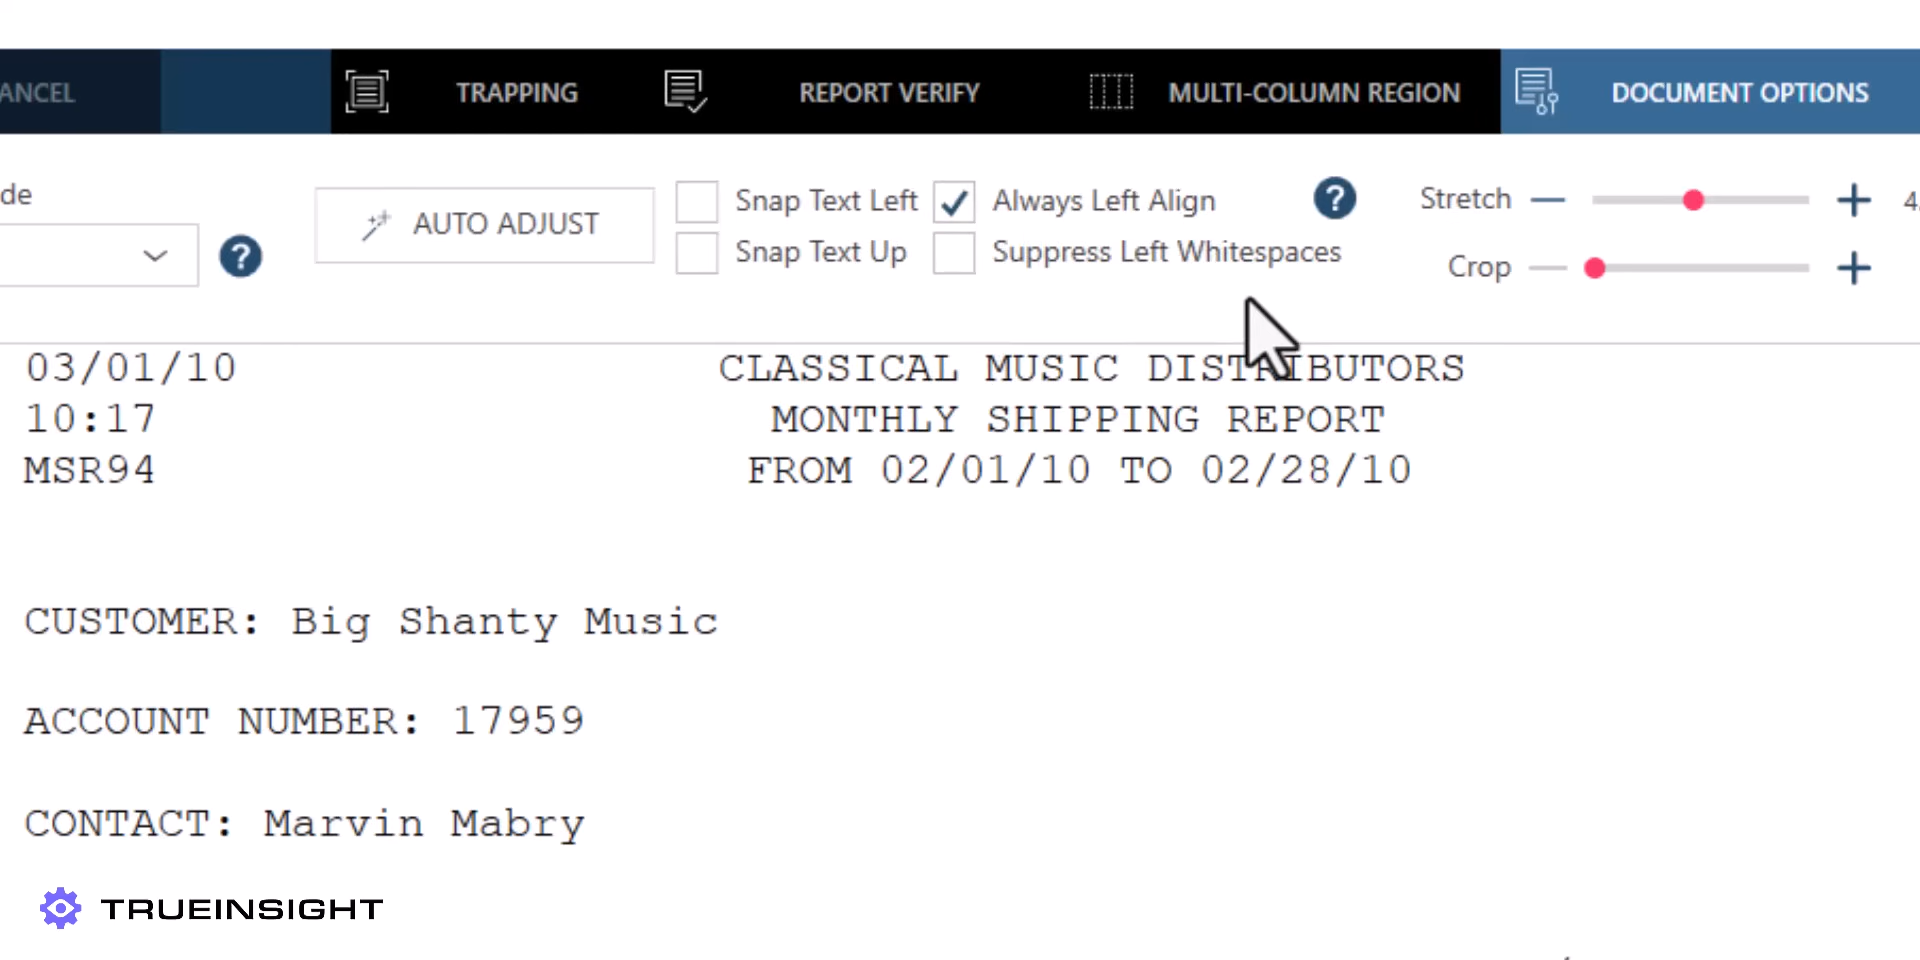 ANCEL
TRAPPING
REPORT VERIFY
MULTI-COLUMN REGION
DOCUMENT OPTIONS
de
?
AUTO ADJUST
Snap Text Left
Always Left Align
?
Stretch
4
Snap Text Up
Suppress Left Whitespaces
Crop
03/01/10 CLASSICAL MUSIC DISTRIBUTORS
10:17 MONTHLY SHIPPING REPORT
MSR94 FROM 02/01/10 TO 02/28/10
CUSTOMER: Big Shanty Music
ACCOUNT NUMBER: 17959
CONTACT: Marvin Mabry
TRUEINSIGHT